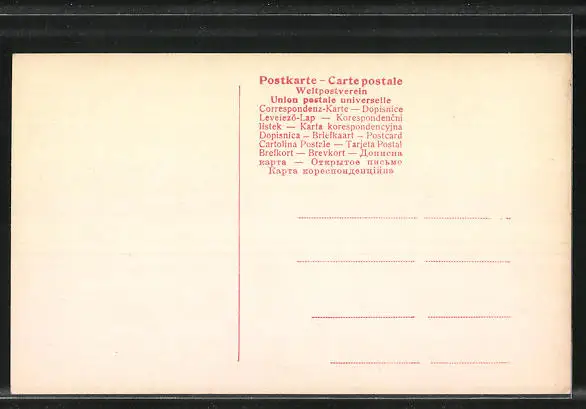 Postkarte – Carte postale
Weltpostverein
Union postale universelle
Correspondenz-Karte — Dopisnice
Levelező-Lap — Korespondenční
lístek — Karta korespondencyjna
Dopisnica — Briefkaart — Postcard
Cartolina Postale — Tarjeta Postal
Brefkort — Brevkort — Дописна
карта — Открытое письмо
Карта кореспонденційна